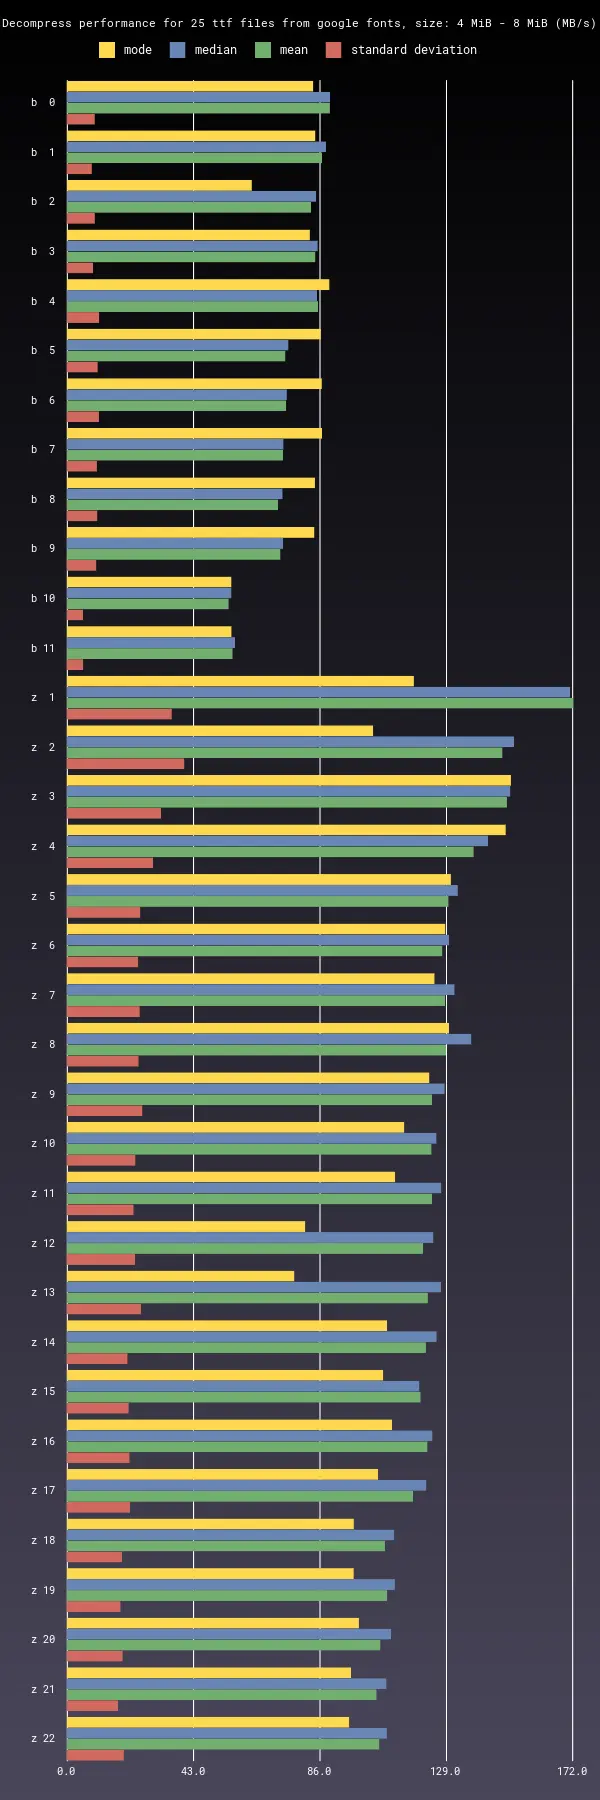 Decompress performance for 25 ttf files from google fonts, size: 4 MiB - 8 MiB (MB/s)
mode median mean standard deviation
b 0
b 1
b 2
b 3
b 4
b 5
b 6
b 7
b 8
b 9
b 10
b 11
z 1
z 2
z 3
z 4
z 5
z 6
z 7
z 8
z 9
z 10
z 11
z 12
z 13
z 14
z 15
z 16
z 17
z 18
z 19
z 20
z 21
z 22
0.0 43.0 86.0 129.0 172.0